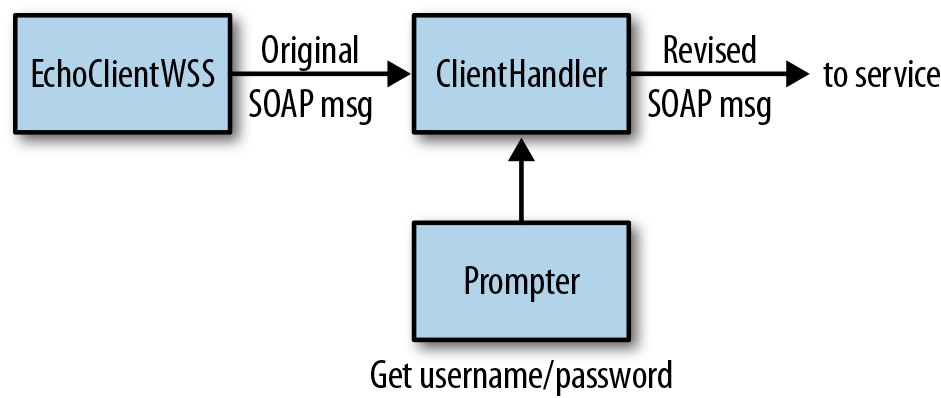 EchoClientWSS
Original
SOAP msg
ClientHandler
Revised
SOAP msg
to service
Prompter
Get username/password